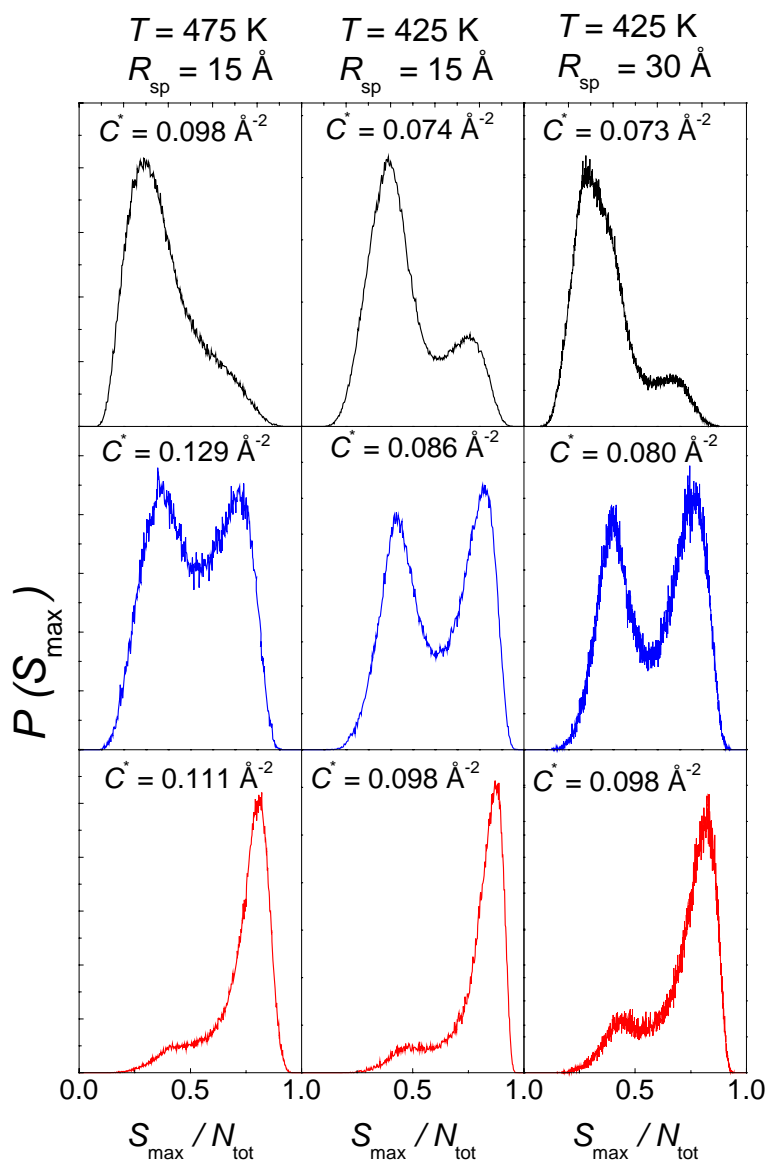 T = 475 K T = 425 K T = 425 K
R_sp = 15 Å R_sp = 15 Å R_sp = 30 Å
C* = 0.098 Å⁻² C* = 0.074 Å⁻² C* = 0.073 Å⁻²
C* = 0.129 Å⁻² C* = 0.086 Å⁻² C* = 0.080 Å⁻²
P (S_max)
C* = 0.111 Å⁻² C* = 0.098 Å⁻² C* = 0.098 Å⁻²
0.0 0.5 1.0 0.5 1.0 0.5 1.0
S_max / N_tot S_max / N_tot S_max / N_tot